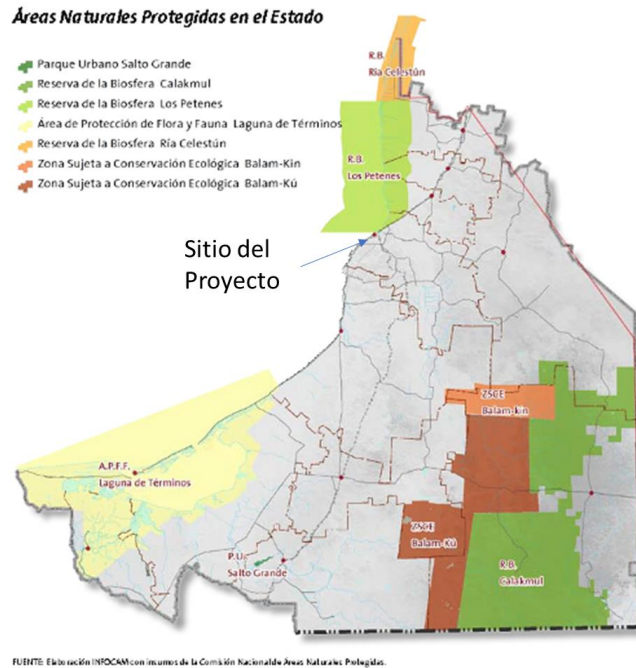 Áreas Naturales Protegidas en el Estado
Parque Urbano Salto Grande
Reserva de la Biosfera Calakmul
Reserva de la Biosfera Los Petenes
Área de Protección de Flora y Fauna Laguna de Términos
Reserva de la Biosfera Ría Celestún
Zona Sujeta a Conservación Ecológica Balam-Kin
Zona Sujeta a Conservación Ecológica Balam-Kú
R.B.
Ría Celestún
R.B.
Los Petenes
Sitio del
Proyecto
ZSCE
Balam-kin
A.P.F.F.
Laguna de Términos
ZSCE
Balam-Kú
P.U.
Salto Grande
R.B.
Calakmul
FUENTE: Elaboración INFOCAM con insumos de la Comisión Nacional de Áreas Naturales Protegidas.